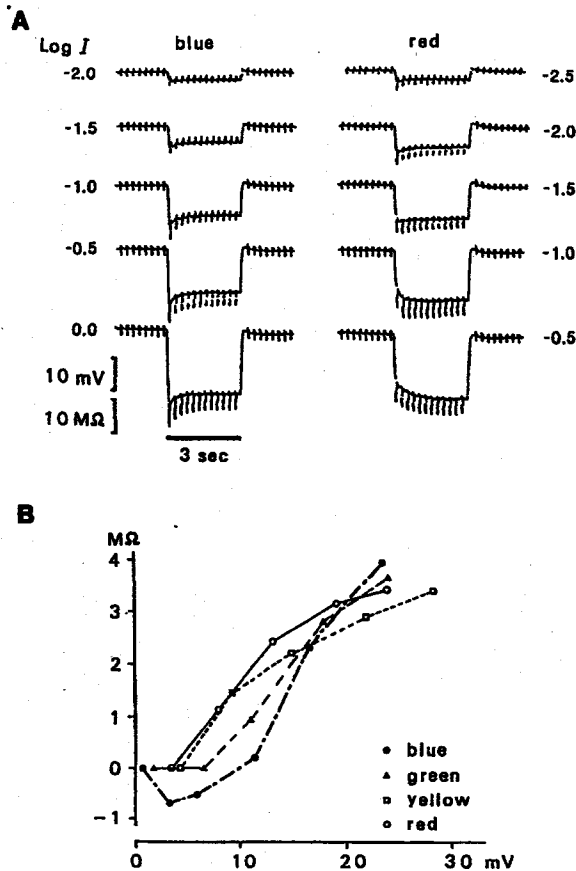 A
Log I blue red
-2.0 -2.5
-1.5 -2.0
-1.0 -1.5
-0.5 -1.0
0.0 -0.5
10 mV
10 MΩ
3 sec
B
MΩ
4
3
2
1
0
-1
blue
green
yellow
red
0 10 20 30 mV